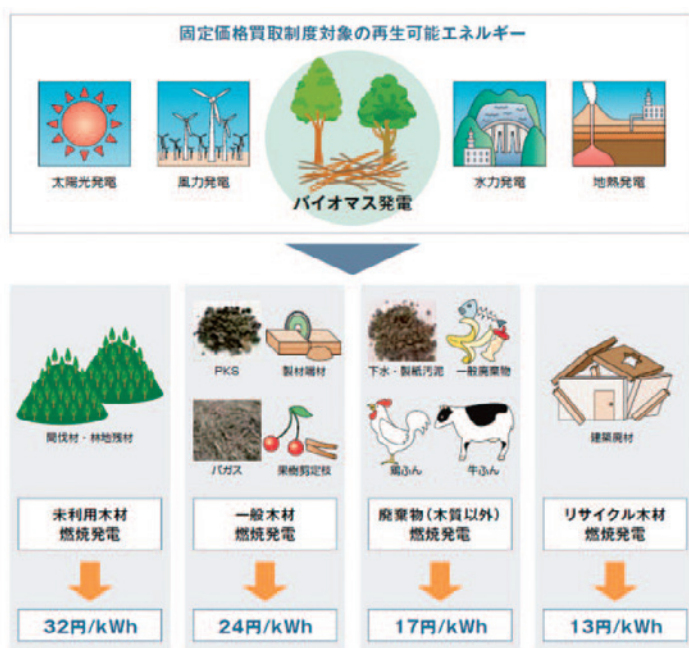 固定価格買取制度対象の再生可能エネルギー
太陽光発電
風力発電
バイオマス発電
水力発電
地熱発電
間伐材・林地残材
PKS
製材端材
バガス
果樹剪定枝
下水・製紙汚泥
一般廃棄物
鶏ふん
牛ふん
建築廃材
未利用木材
燃焼発電
一般木材
燃焼発電
廃棄物(木質以外)
燃焼発電
リサイクル木材
燃焼発電
32円/kWh
24円/kWh
17円/kWh
13円/kWh